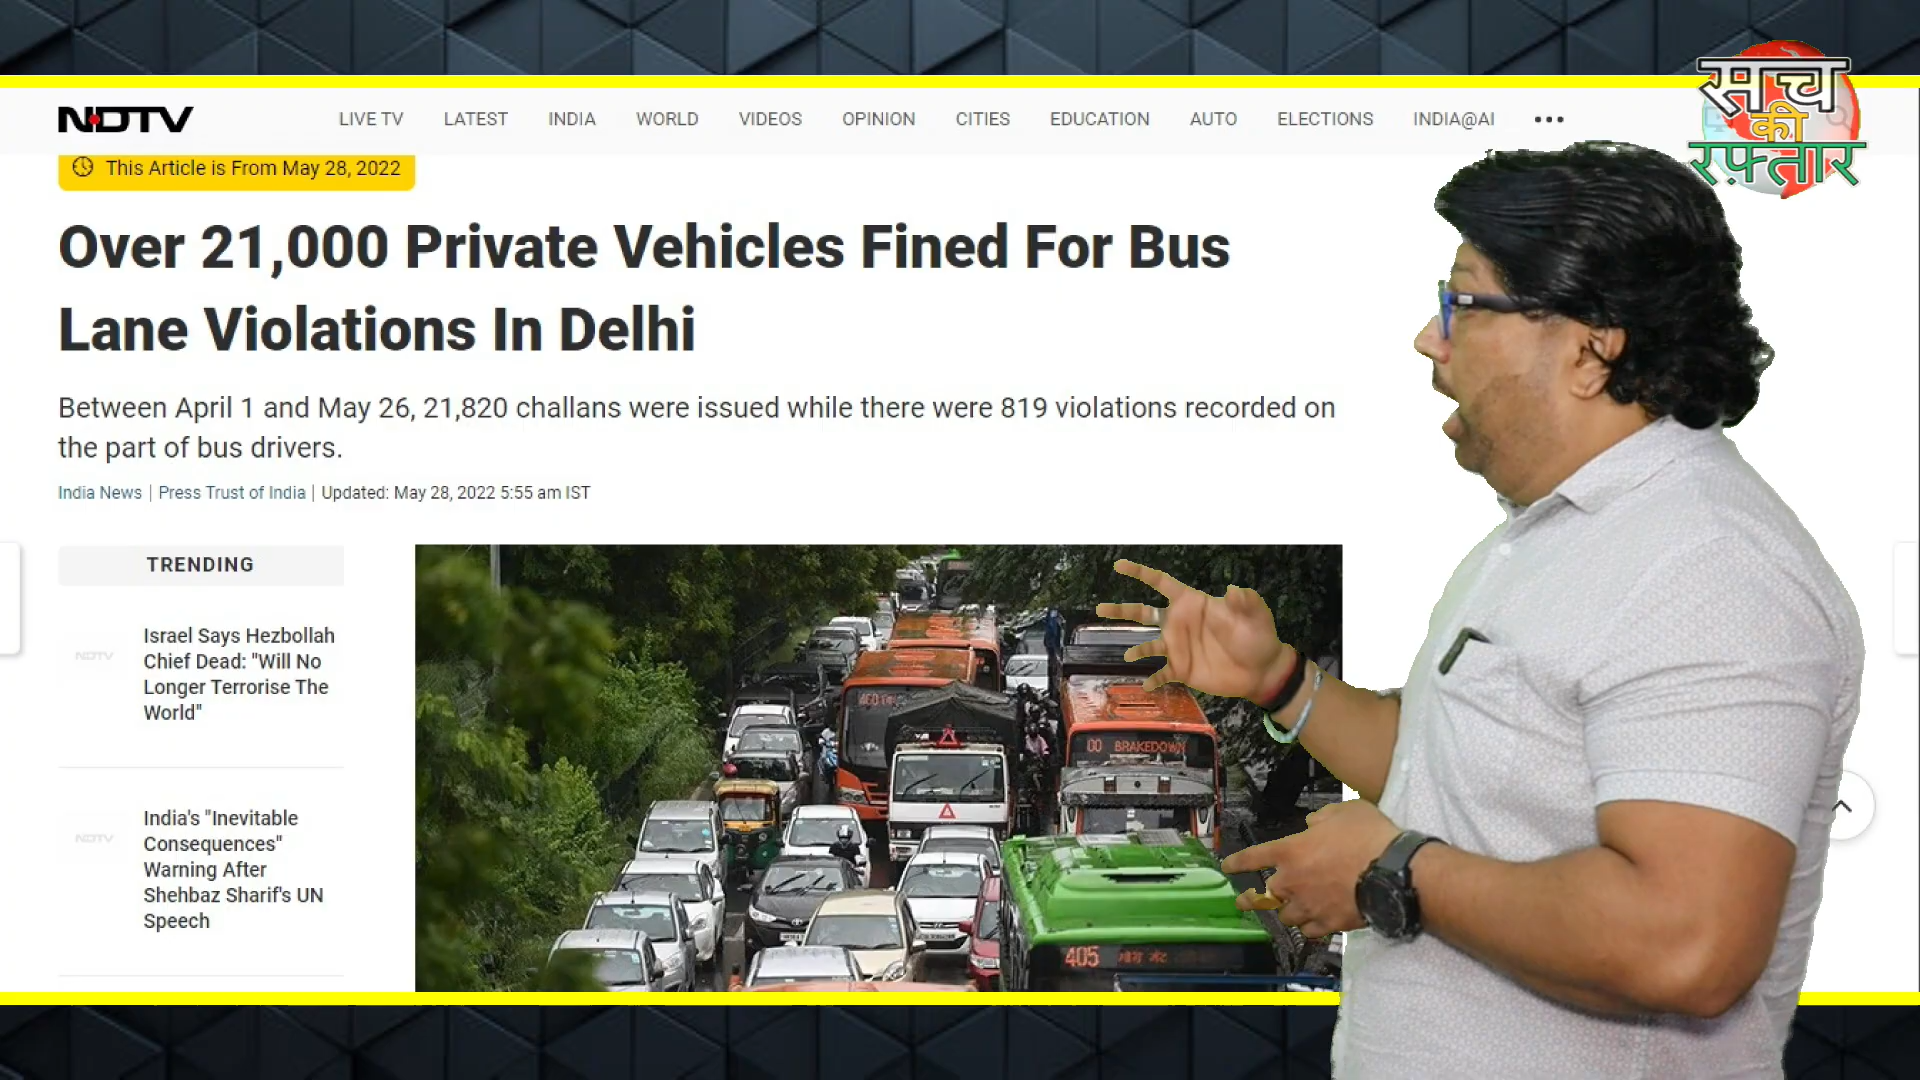 सच
की
रफ़्तार
NDTV
LIVE TV LATEST INDIA WORLD VIDEOS OPINION CITIES EDUCATION AUTO ELECTIONS INDIA@AI
This Article is From May 28, 2022
Over 21,000 Private Vehicles Fined For Bus
Lane Violations In Delhi
Between April 1 and May 26, 21,820 challans were issued while there were 819 violations recorded on
the part of bus drivers.
India News | Press Trust of India | Updated: May 28, 2022 5:55 am IST
TRENDING
NDTV
Israel Says Hezbollah
Chief Dead: "Will No
Longer Terrorise The
World"
NDTV
India's "Inevitable
Consequences"
Warning After
Shehbaz Sharif's UN
Speech
00 BRAKEDOWN
405